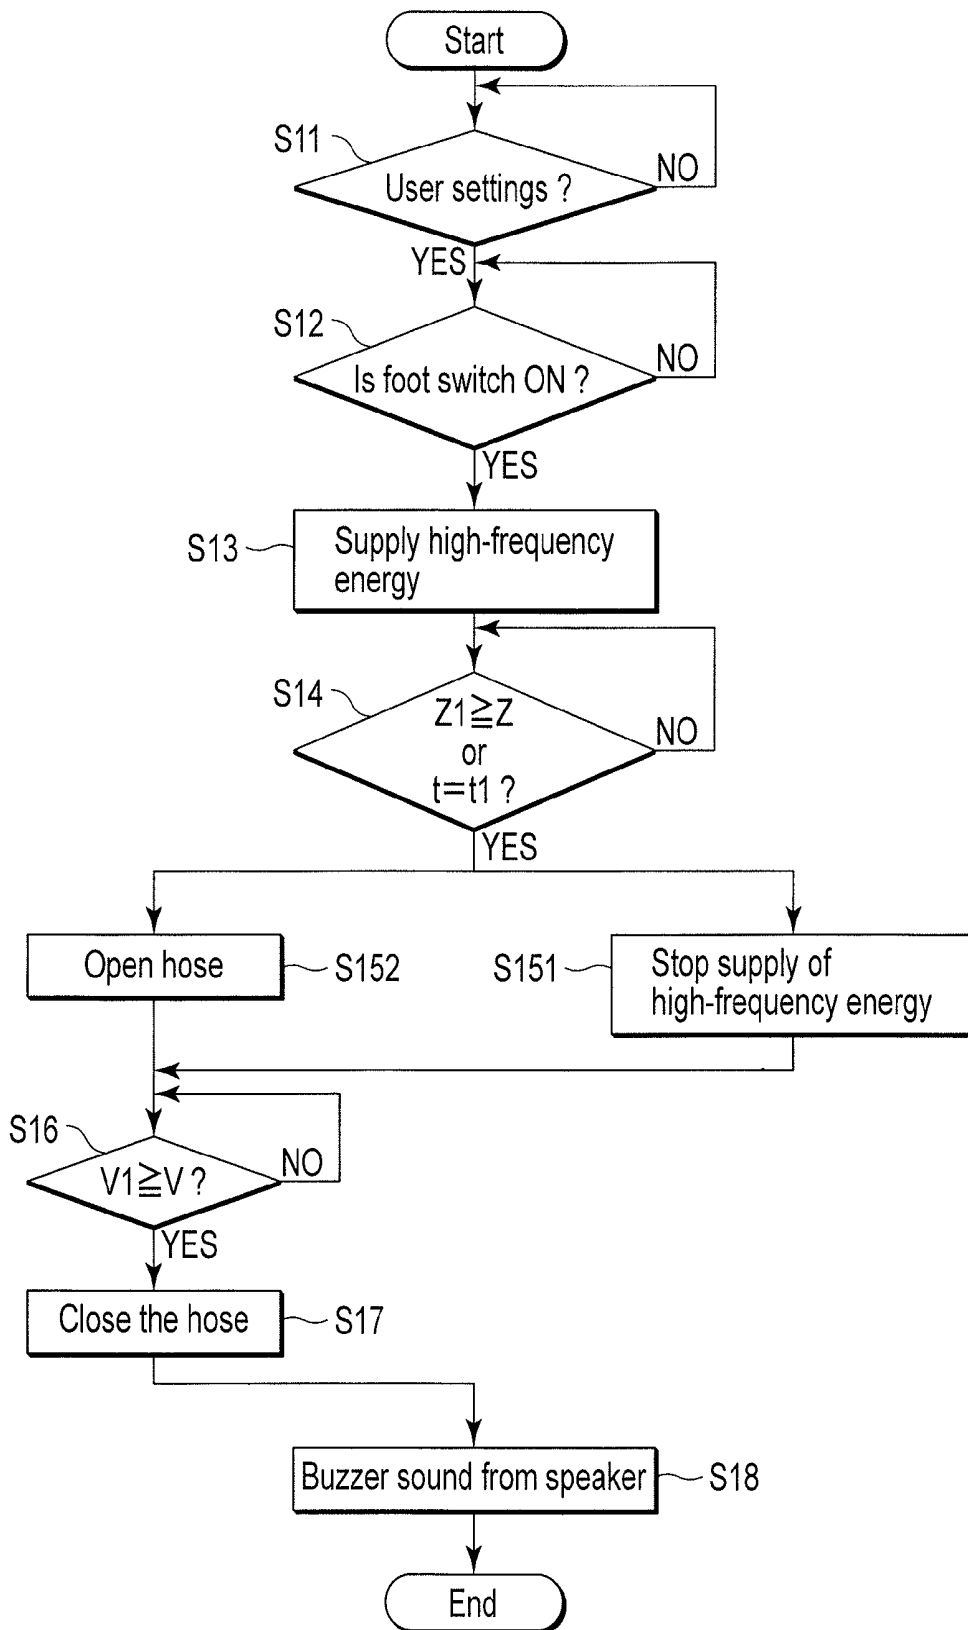 Start
S11
User settings ?
NO
YES
S12
Is foot switch ON ?
NO
YES
S13
Supply high-frequency
energy
S14
Z1≧Z
or
t=t1 ?
NO
YES
Open hose
S152
S151
Stop supply of
high-frequency energy
S16
V1≧V ?
NO
YES
Close the hose
S17
Buzzer sound from speaker
S18
End